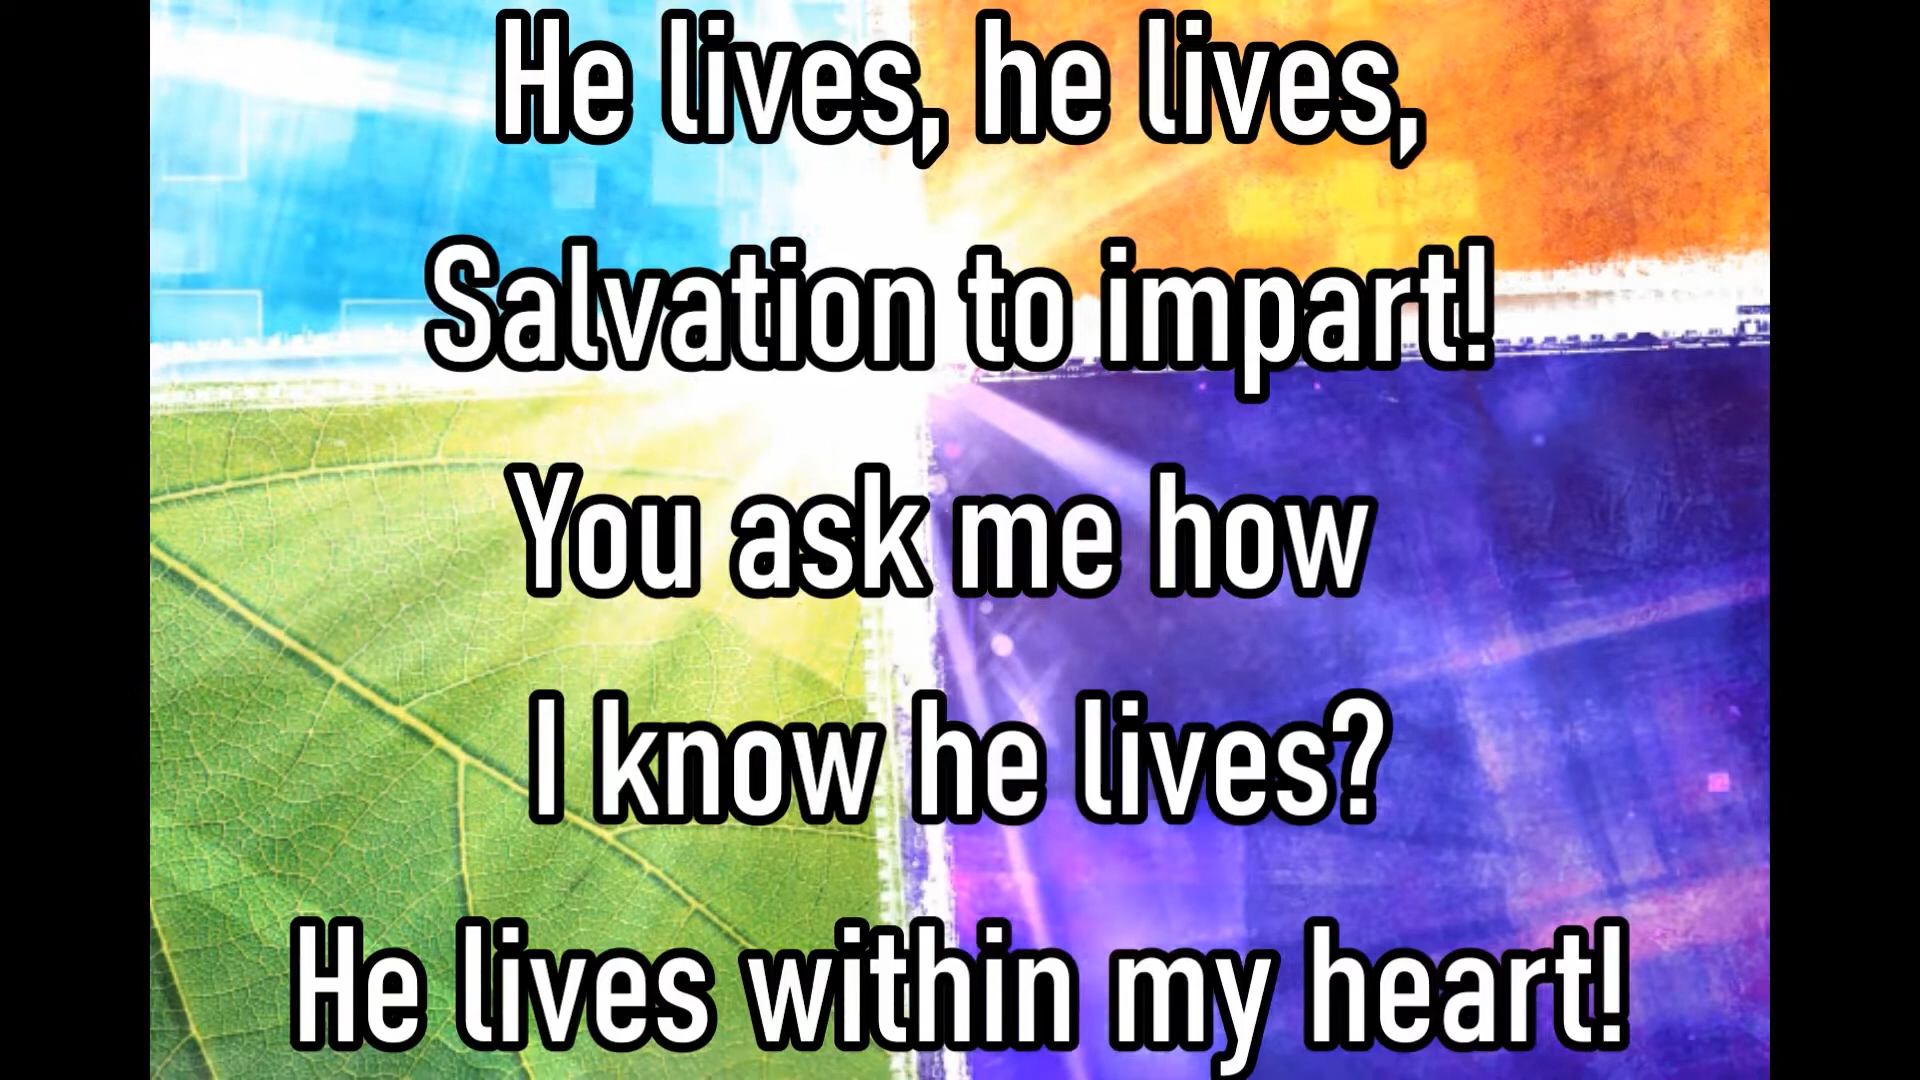 He lives, he lives,
Salvation to impart!
You ask me how
I know he lives?
He lives within my heart!